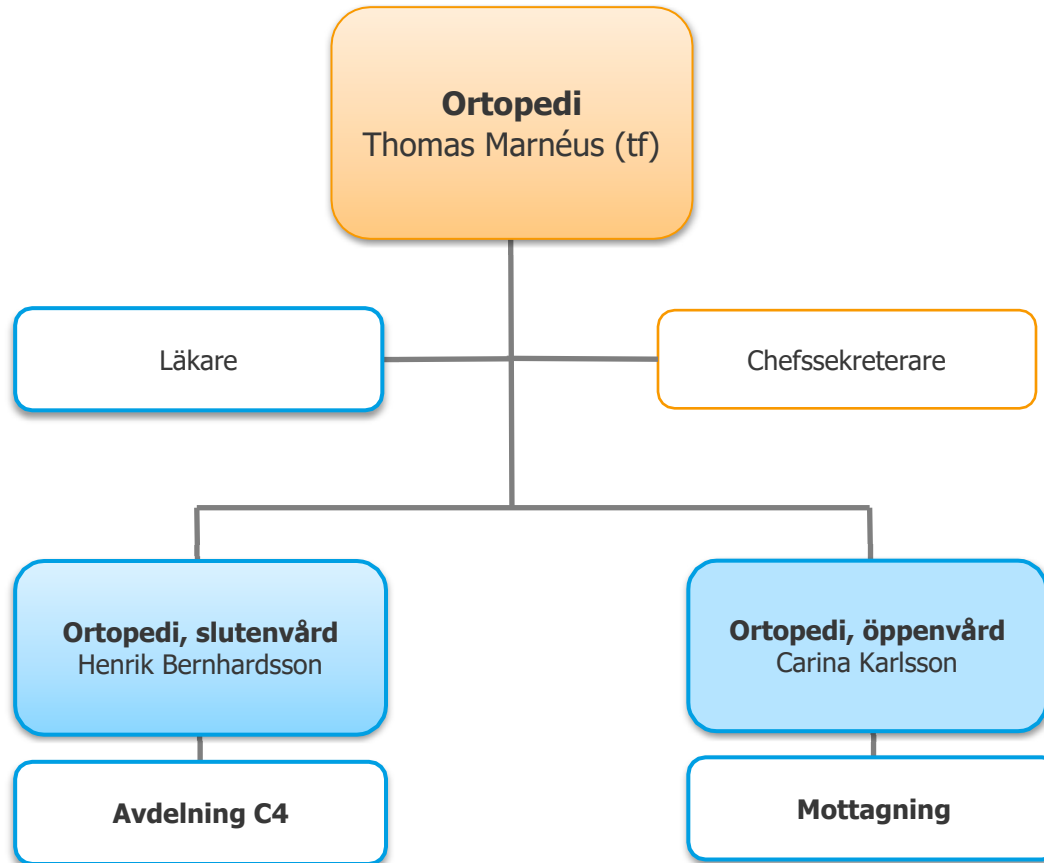 Ortopedi
Thomas Marnéus (tf)
Läkare
Chefssekreterare
Ortopedi, slutenvård
Henrik Bernhardsson
Ortopedi, öppenvård
Carina Karlsson
Avdelning C4
Mottagning